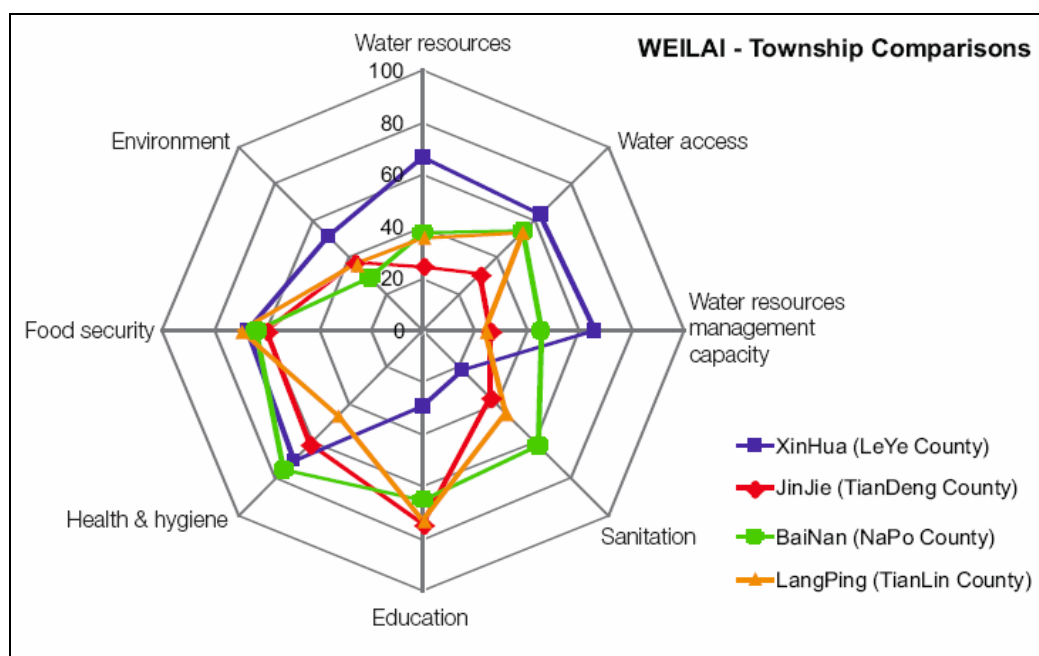 WEILAI - Township Comparisons
Water resources
100
80
60
40
20
0
Water access
Water resources
management
capacity
Sanitation
Education
Health & hygiene
Food security
Environment
XinHua (LeYe County)
JinJie (TianDeng County)
BaiNan (NaPo County)
LangPing (TianLin County)